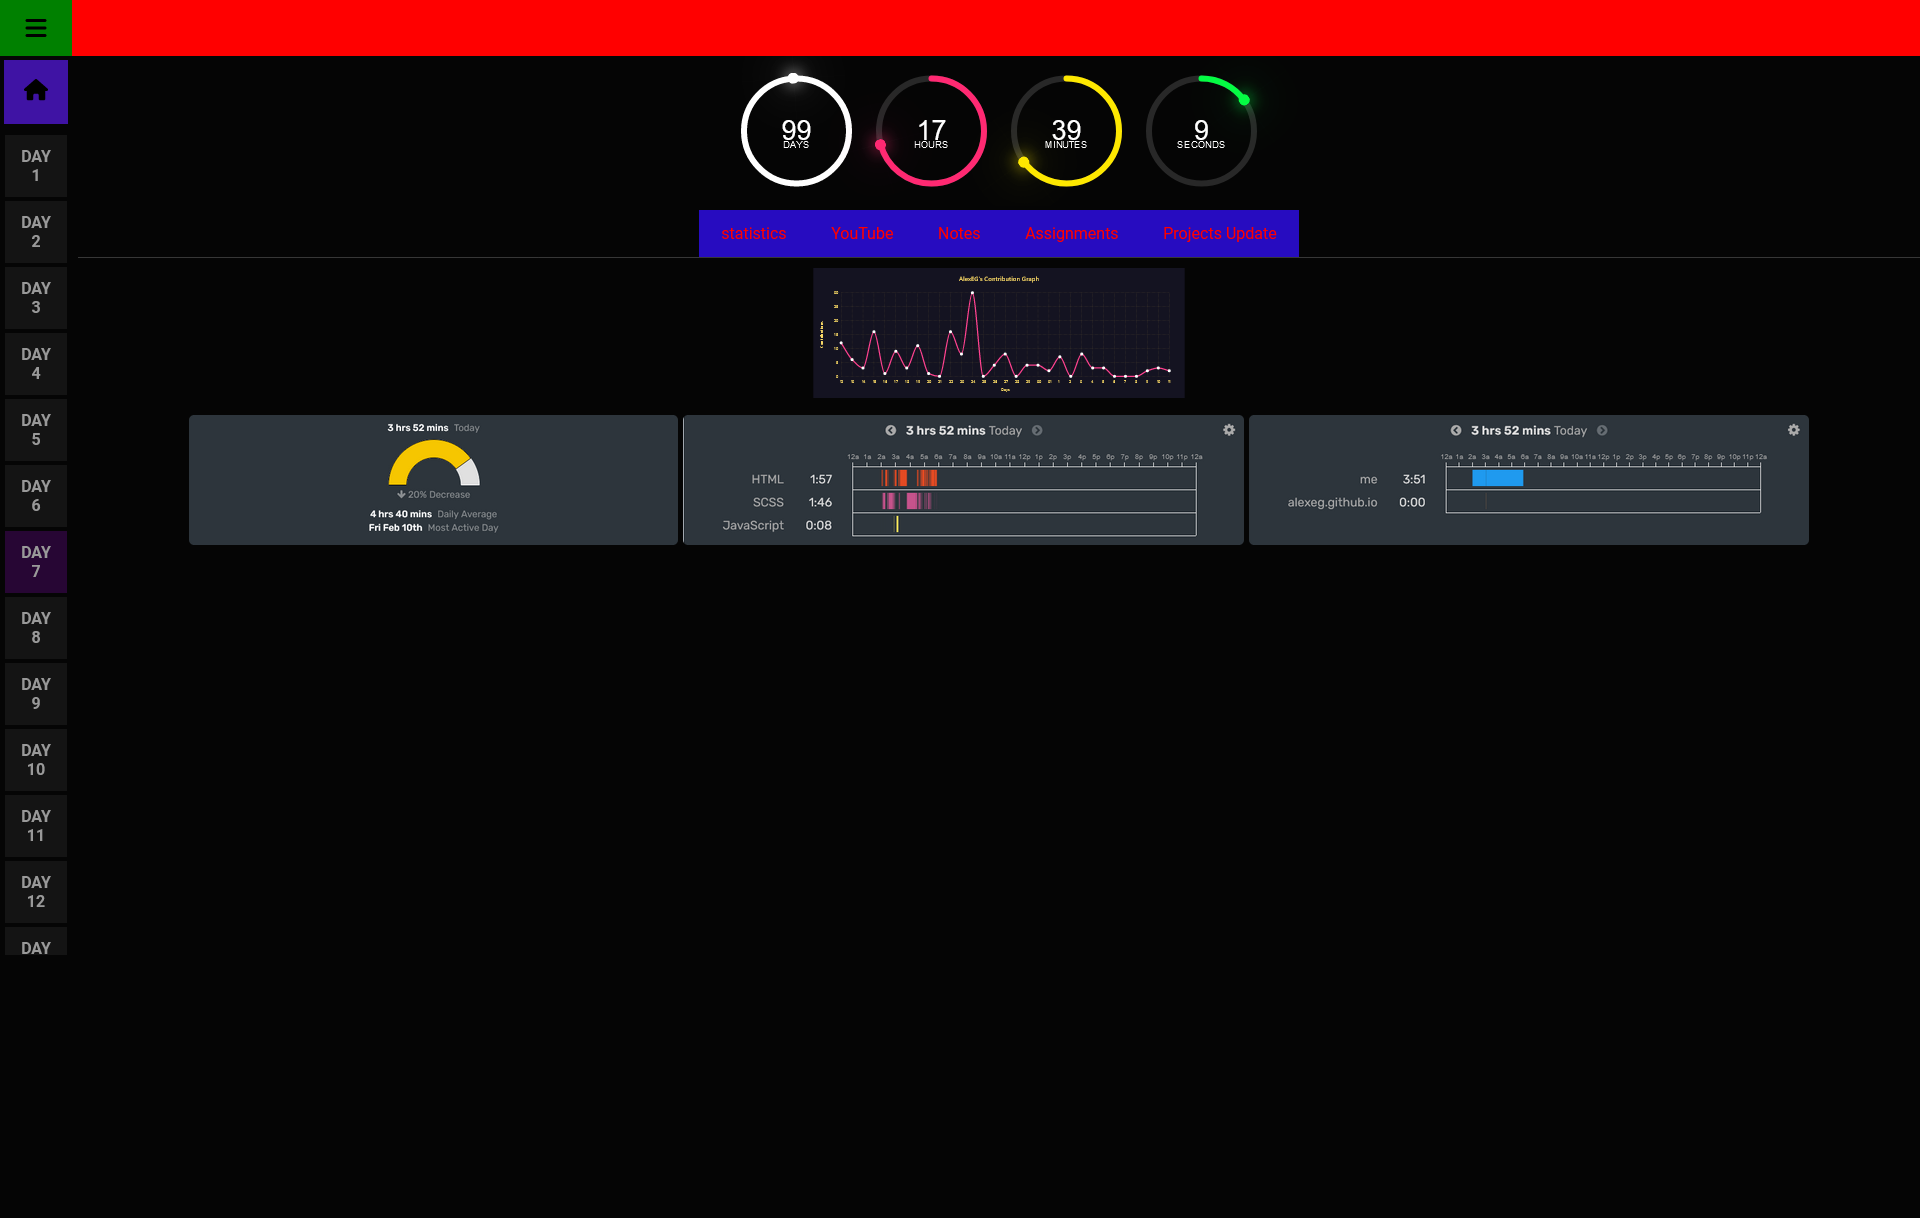 99
DAYS
17
HOURS
39
MINUTES
9
SECONDS
statistics YouTube Notes Assignments Projects Update
DAY
1
DAY
2
DAY
3
DAY
4
DAY
5
DAY
6
DAY
7
DAY
8
DAY
9
DAY
10
DAY
11
DAY
12
DAY
AlexEG's Contribution Graph
Days
3 hrs 52 mins Today
20% Decrease
4 hrs 40 mins Daily Average
Fri Feb 10th Most Active Day
3 hrs 52 mins Today
12a 1a 2a 3a 4a 5a 6a 7a 8a 9a 10a 11a 12p 1p 2p 3p 4p 5p 6p 7p 8p 9p 10p 11p 12a
HTML 1:57
SCSS 1:46
JavaScript 0:08
3 hrs 52 mins Today
12a 1a 2a 3a 4a 5a 6a 7a 8a 9a 10a 11a 12p 1p 2p 3p 4p 5p 6p 7p 8p 9p 10p 11p 12a
me 3:51
alexeg.github.io 0:00